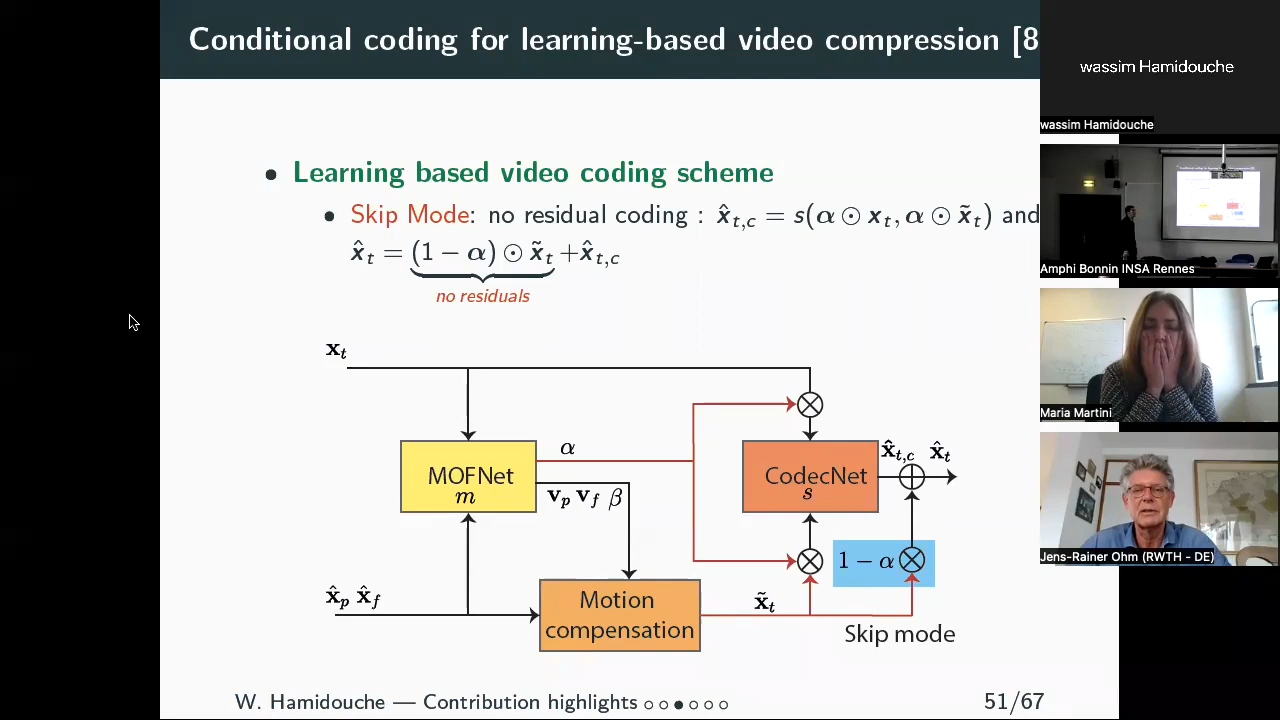 Conditional coding for learning-based video compression [8
wassim Hamidouche
wassim Hamidouche
• Learning based video coding scheme
• Skip Mode: no residual coding : x̂_{t,c} = s(α ⊙ x_t, α ⊙ x̃_t) and
x̂_t = (1 − α) ⊙ x̃_t + x̂_{t,c}
no residuals
Amphi Bonnin INSA Rennes
Maria Martini
Jens-Rainer Ohm (RWTH - DE)
x_t
α
MOFNet
m
v_p v_f β
CodecNet
s
x̂_{t,c} x̂_t
1 − α
x̂_p x̂_f
Motion
compensation
x̃_t
Skip mode
W. Hamidouche — Contribution highlights
51/67